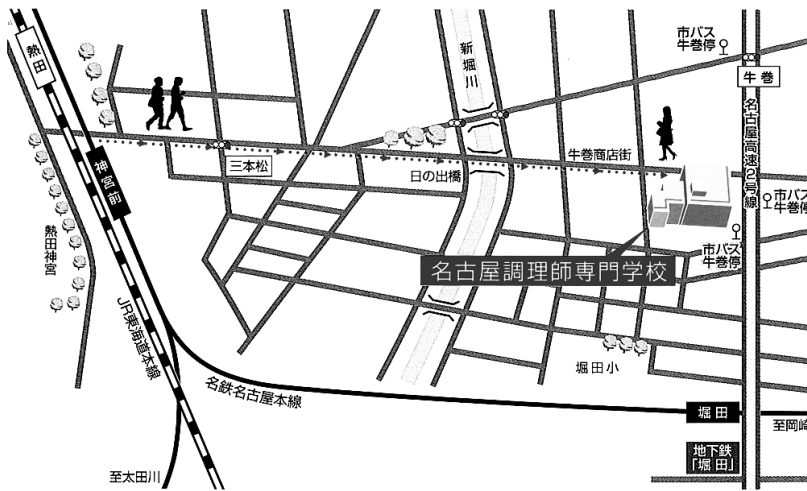 熱田
神宮前
熱田神宮
JR東海道本線
至太田川
名鉄名古屋本線
三本松
新堀川
日の出橋
牛巻商店街
市バス
牛巻停
牛巻
名古屋高速2号線
市バス
牛巻停
市バス
牛巻停
名古屋調理師専門学校
堀田小
堀田
至岡崎
地下鉄
「堀田」